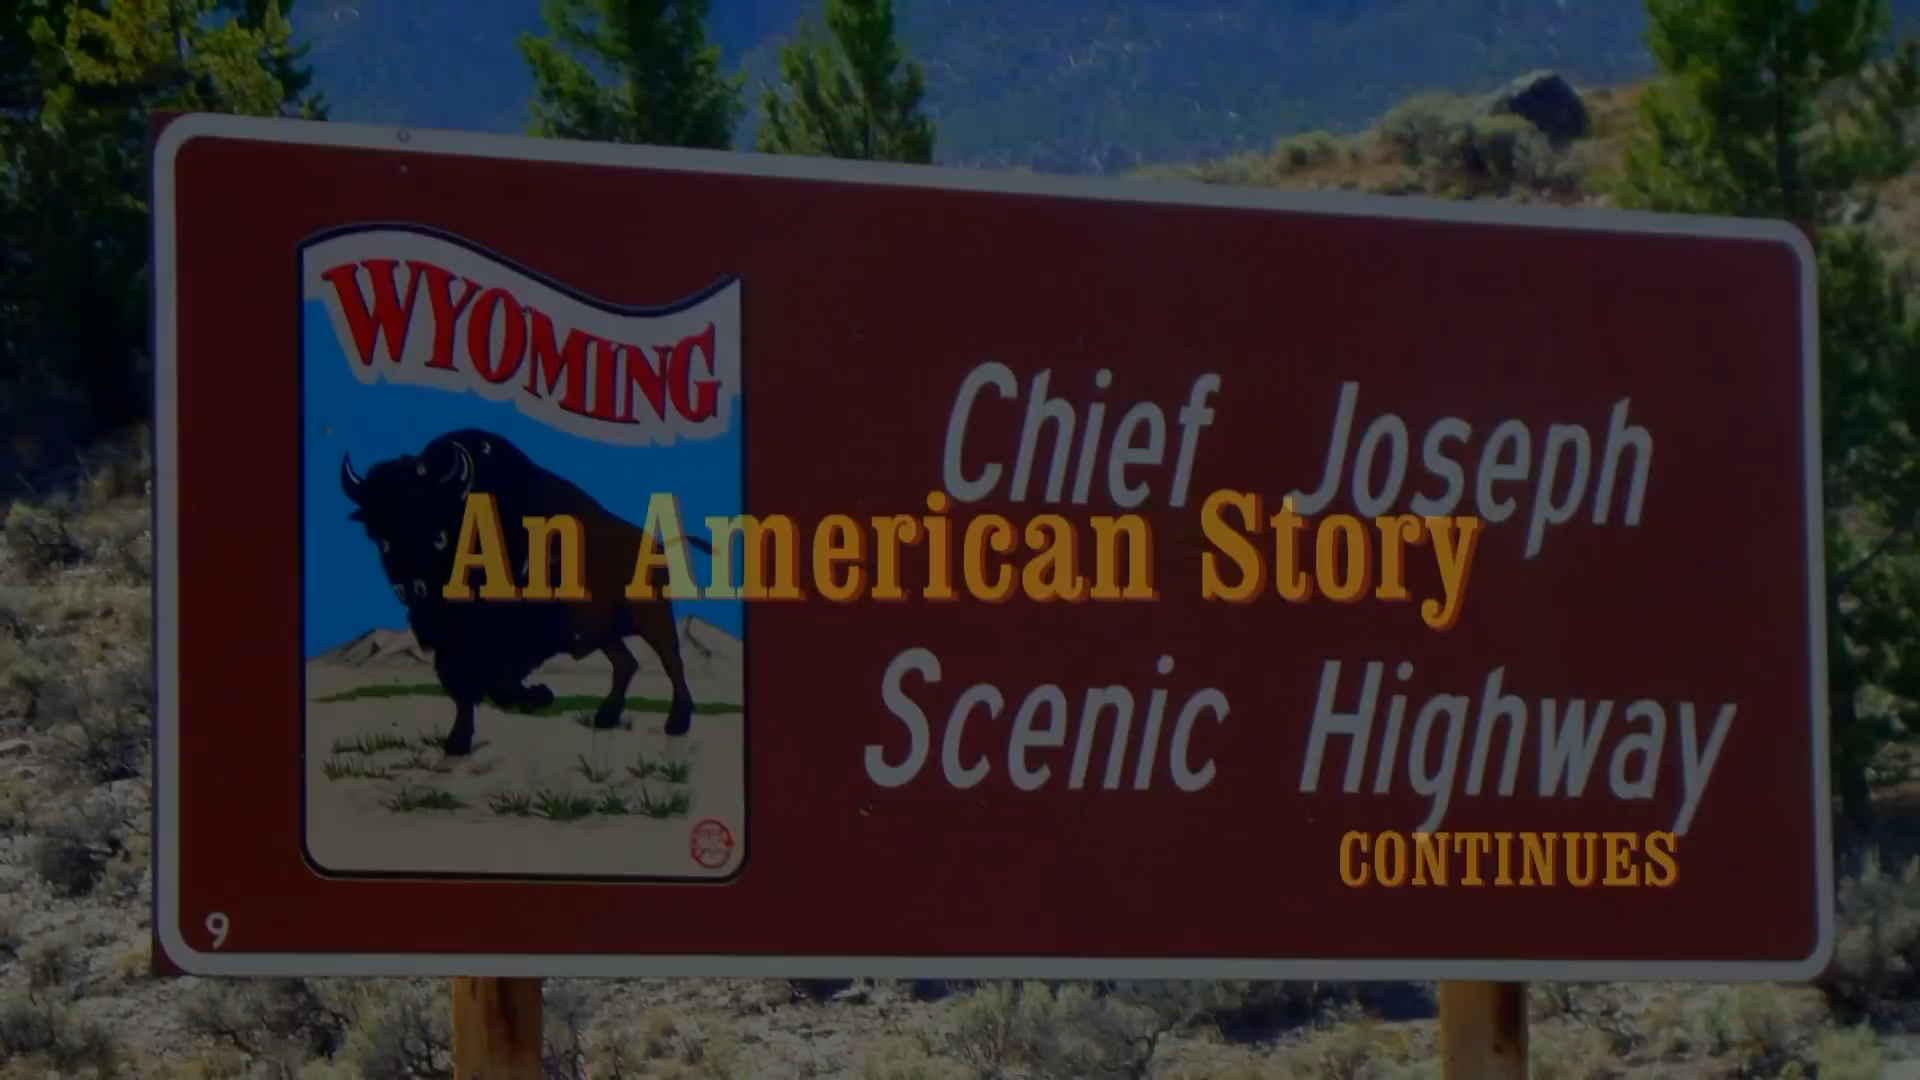 WYOMING
Chief Joseph
An American Story
Scenic Highway
CONTINUES
9